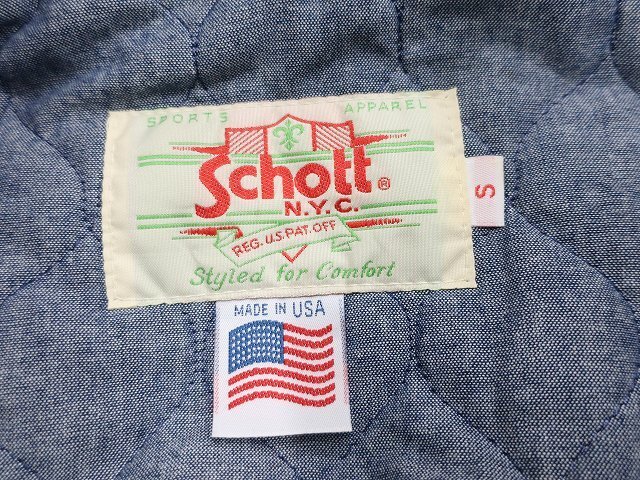 SPORTS APPAREL
Schott®
N.Y.C.
REG. U.S. PAT. OFF
Styled for Comfort
S
MADE IN USA